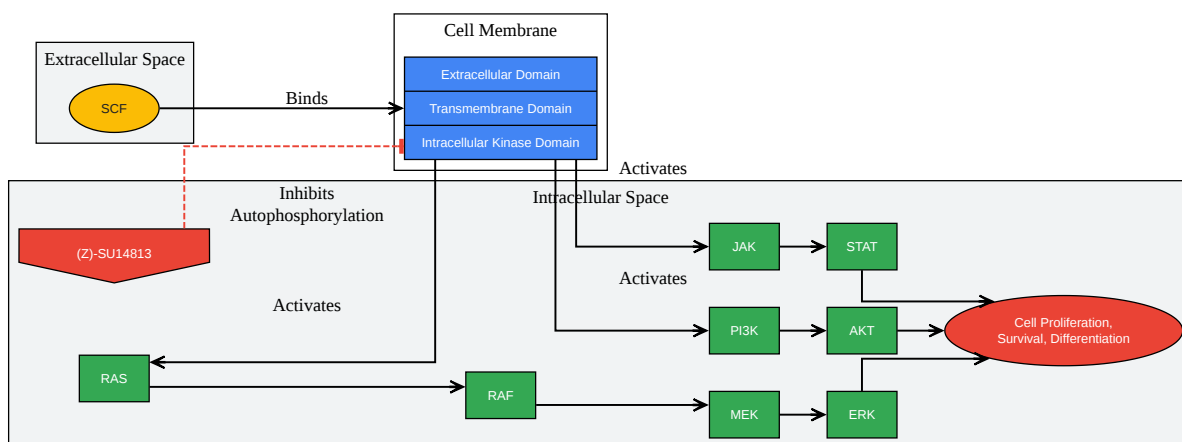 Cell Membrane
Extracellular Space
Extracellular Domain
SCF
Binds
Transmembrane Domain
Intracellular Kinase Domain
Activates
Inhibits
Autophosphorylation
Intracellular Space
(Z)-SU14813
JAK
STAT
Activates
Activates
PI3K
AKT
Cell Proliferation,
Survival, Differentiation
RAS
RAF
MEK
ERK